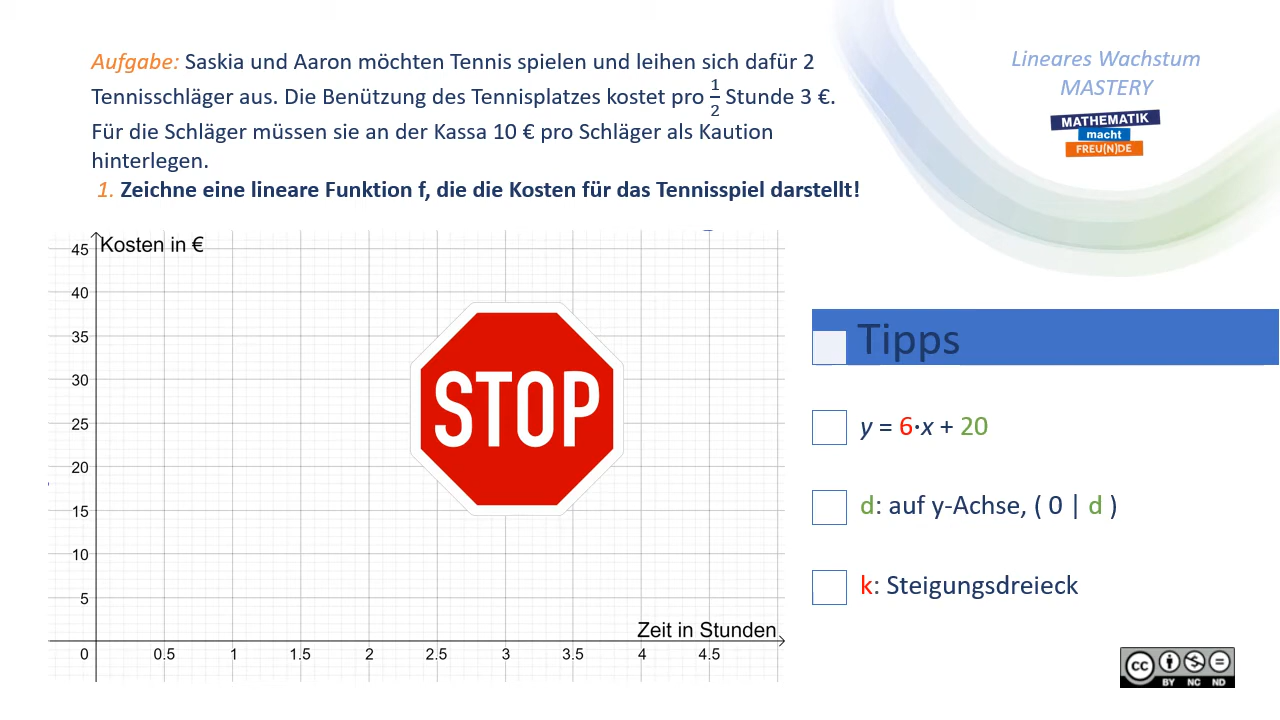 Aufgabe: Saskia und Aaron möchten Tennis spielen und leihen sich dafür 2
Tennisschläger aus. Die Benützung des Tennisplatzes kostet pro 1/2 Stunde 3 €.
Für die Schläger müssen sie an der Kassa 10 € pro Schläger als Kaution
hinterlegen.
1. Zeichne eine lineare Funktion f, die die Kosten für das Tennisspiel darstellt!
Lineares Wachstum
MASTERY
MATHEMATIK
macht
FREU(N)DE
Kosten in €
45
40
35
30
25
20
15
10
5
0 0.5 1 1.5 2 2.5 3 3.5 4 4.5
Zeit in Stunden
STOP
Tipps
y = 6·x + 20
d: auf y-Achse, ( 0 | d )
k: Steigungsdreieck
cc
BY NC ND